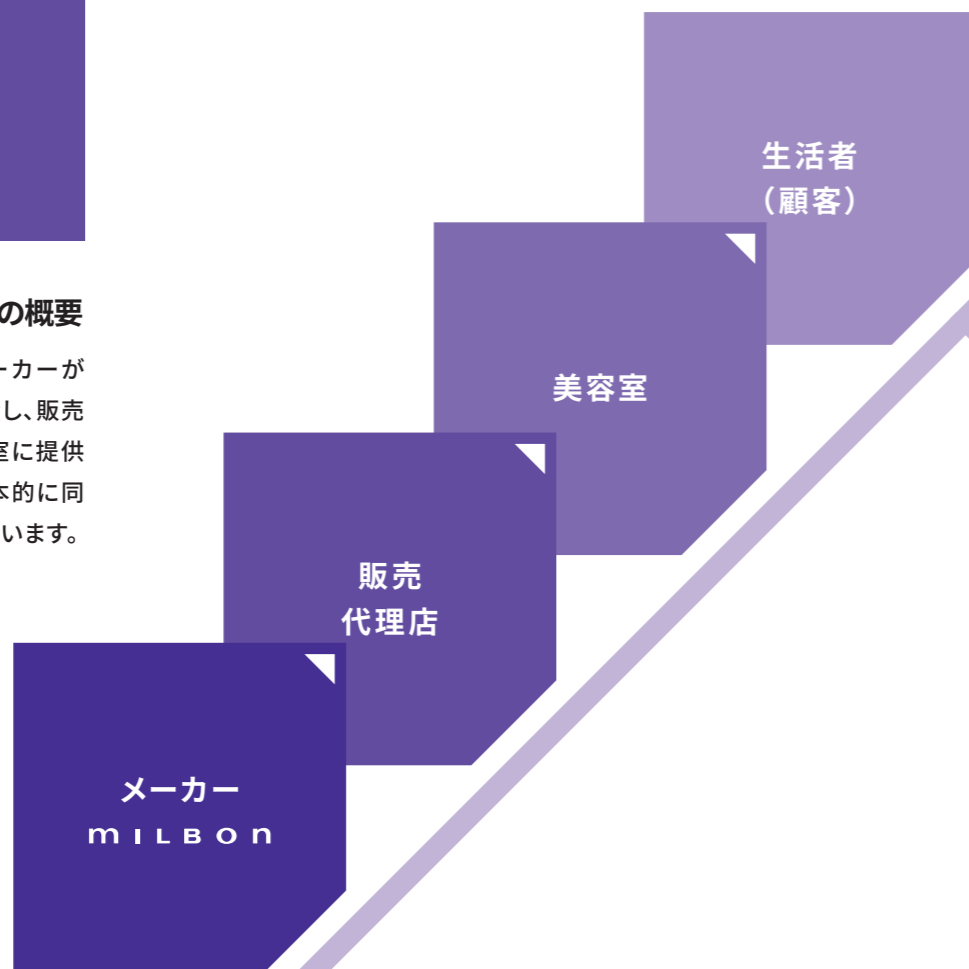 の概要
ーカーが
し、販売
室に提供
本的に同
います。
生活者
（顧客）
美容室
販売
代理店
メーカー
mILBON